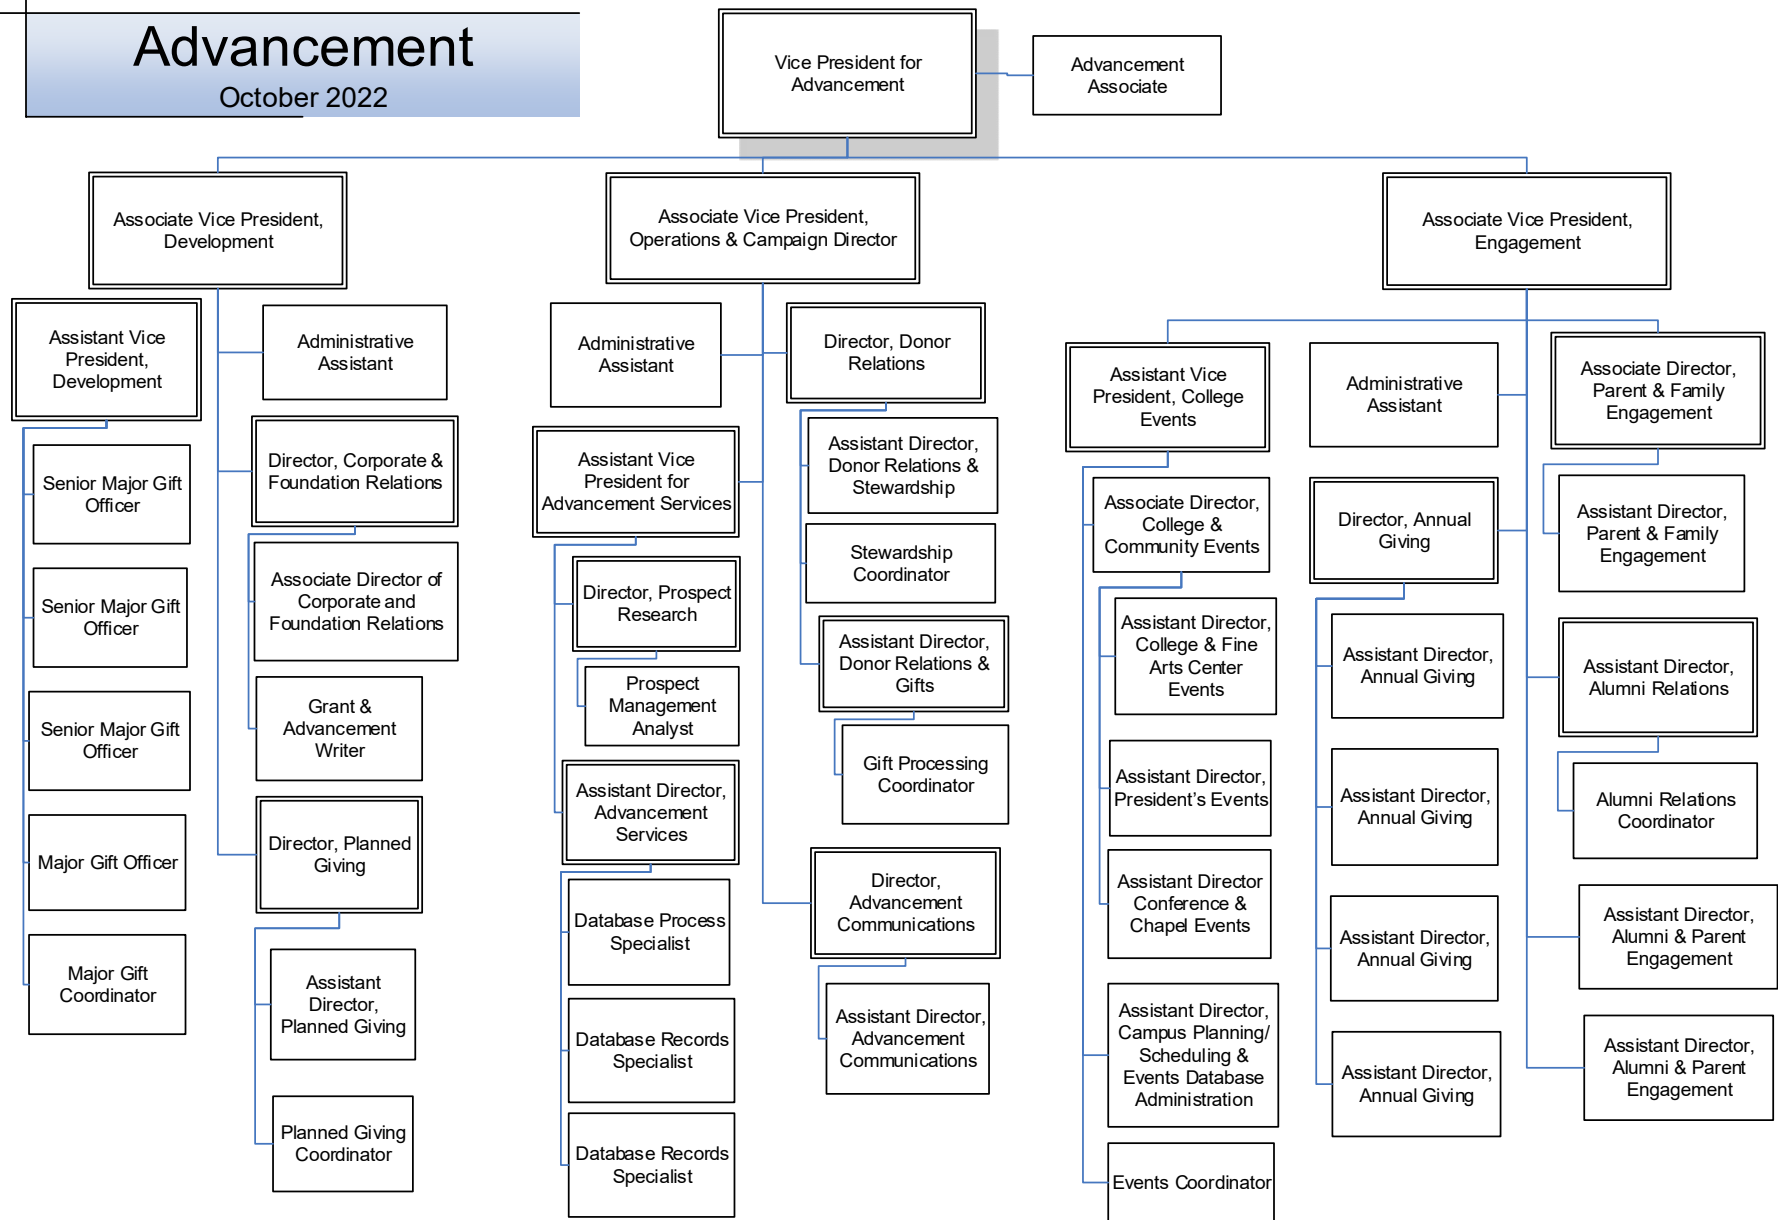 Advancement
October 2022
Vice President for
Advancement
Advancement
Associate
Associate Vice President,
Development
Assistant Vice
President,
Development
Senior Major Gift
Officer
Senior Major Gift
Officer
Senior Major Gift
Officer
Major Gift Officer
Major Gift
Coordinator
Administrative
Assistant
Director, Corporate &
Foundation Relations
Associate Director of
Corporate and
Foundation Relations
Grant &
Advancement
Writer
Director, Planned
Giving
Assistant
Director,
Planned Giving
Planned Giving
Coordinator
Associate Vice President,
Operations & Campaign Director
Administrative
Assistant
Assistant Vice
President for
Advancement Services
Director, Prospect
Research
Prospect
Management
Analyst
Assistant Director,
Advancement
Services
Database Process
Specialist
Database Records
Specialist
Database Records
Specialist
Director, Donor
Relations
Assistant Director,
Donor Relations &
Stewardship
Stewardship
Coordinator
Assistant Director,
Donor Relations &
Gifts
Gift Processing
Coordinator
Director,
Advancement
Communications
Assistant Director,
Advancement
Communications
Associate Vice President,
Engagement
Assistant Vice
President, College
Events
Associate Director,
College &
Community Events
Assistant Director,
College & Fine
Arts Center
Events
Assistant Director,
President’s Events
Assistant Director
Conference &
Chapel Events
Assistant Director,
Campus Planning/
Scheduling &
Events Database
Administration
Events Coordinator
Administrative
Assistant
Director, Annual
Giving
Assistant Director,
Annual Giving
Assistant Director,
Annual Giving
Assistant Director,
Annual Giving
Assistant Director,
Annual Giving
Associate Director,
Parent & Family
Engagement
Assistant Director,
Parent & Family
Engagement
Assistant Director,
Alumni Relations
Alumni Relations
Coordinator
Assistant Director,
Alumni & Parent
Engagement
Assistant Director,
Alumni & Parent
Engagement